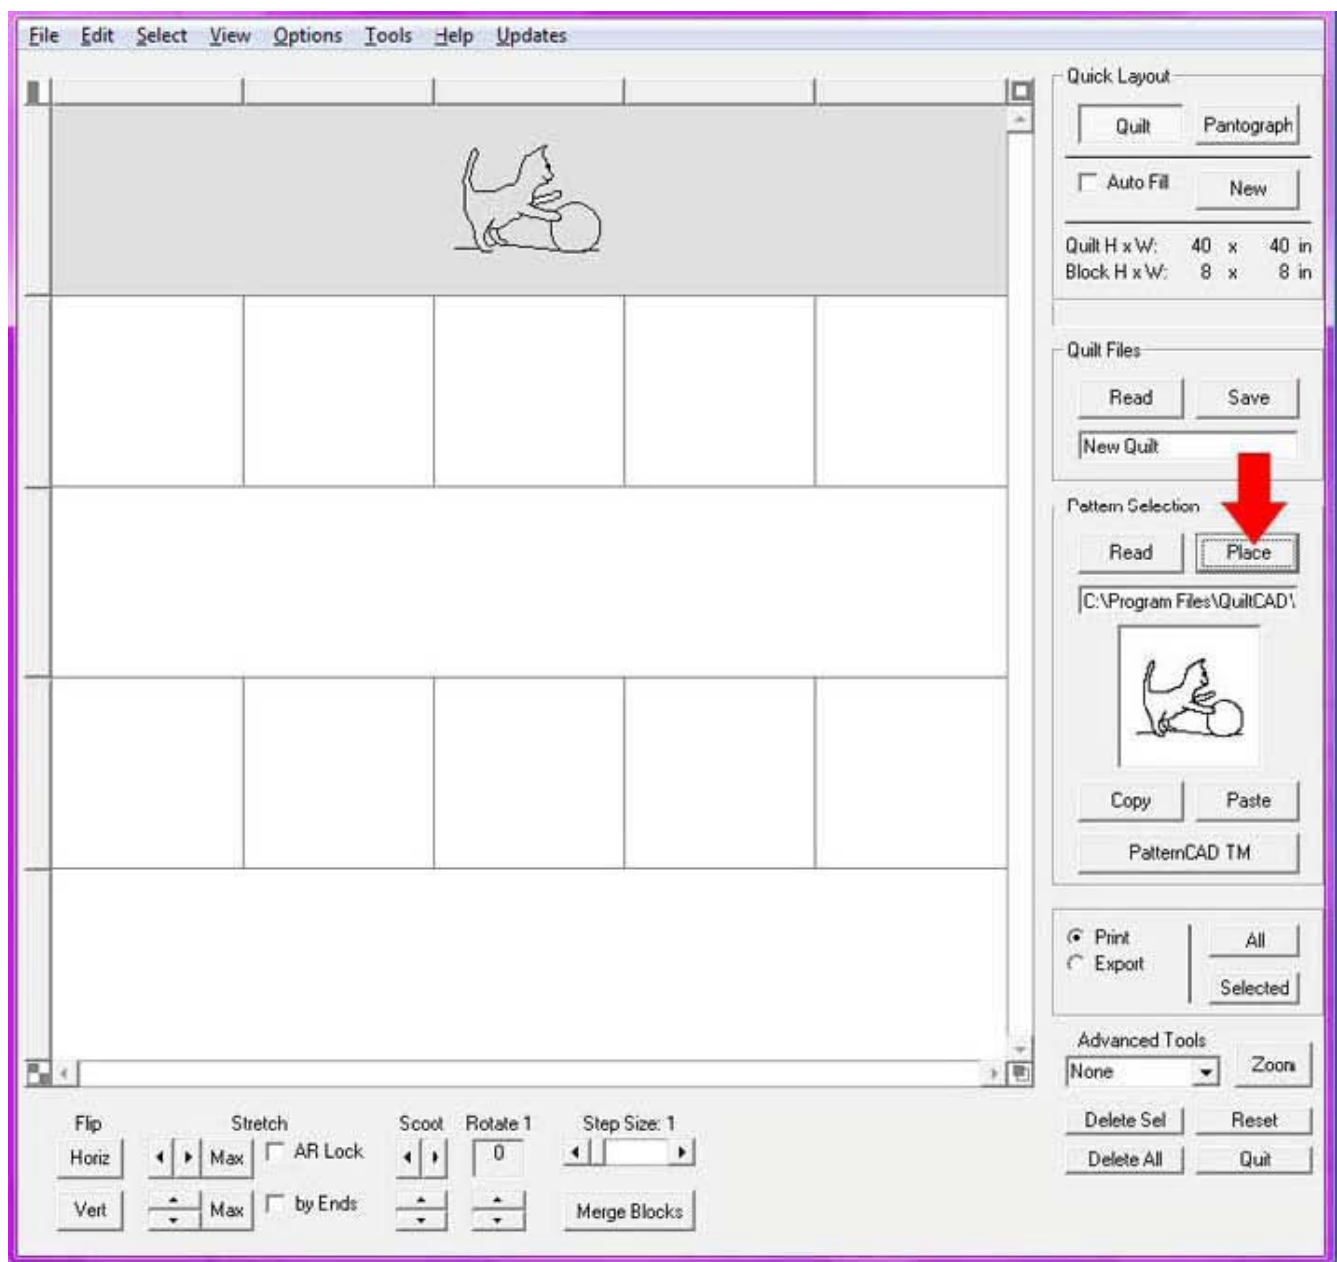 File Edit Select View Options Tools Help Updates
Quick Layout
Quilt Pantograph
Auto Fill New
Quilt H x W: 40 x 40 in
Block H x W: 8 x 8 in
Quilt Files
Read Save
New Quilt
Pattern Selection
Read Place
C:\Program Files\QuiltCAD\
Copy Paste
PatternCAD TM
Print All
Export
Selected
Advanced Tools
None Zoom
Flip Stretch Scoot Rotate 1 Step Size: 1
Delete Sel Reset
Horiz Max AR Lock 0
Delete All Quit
Vert Max by Ends Merge Blocks